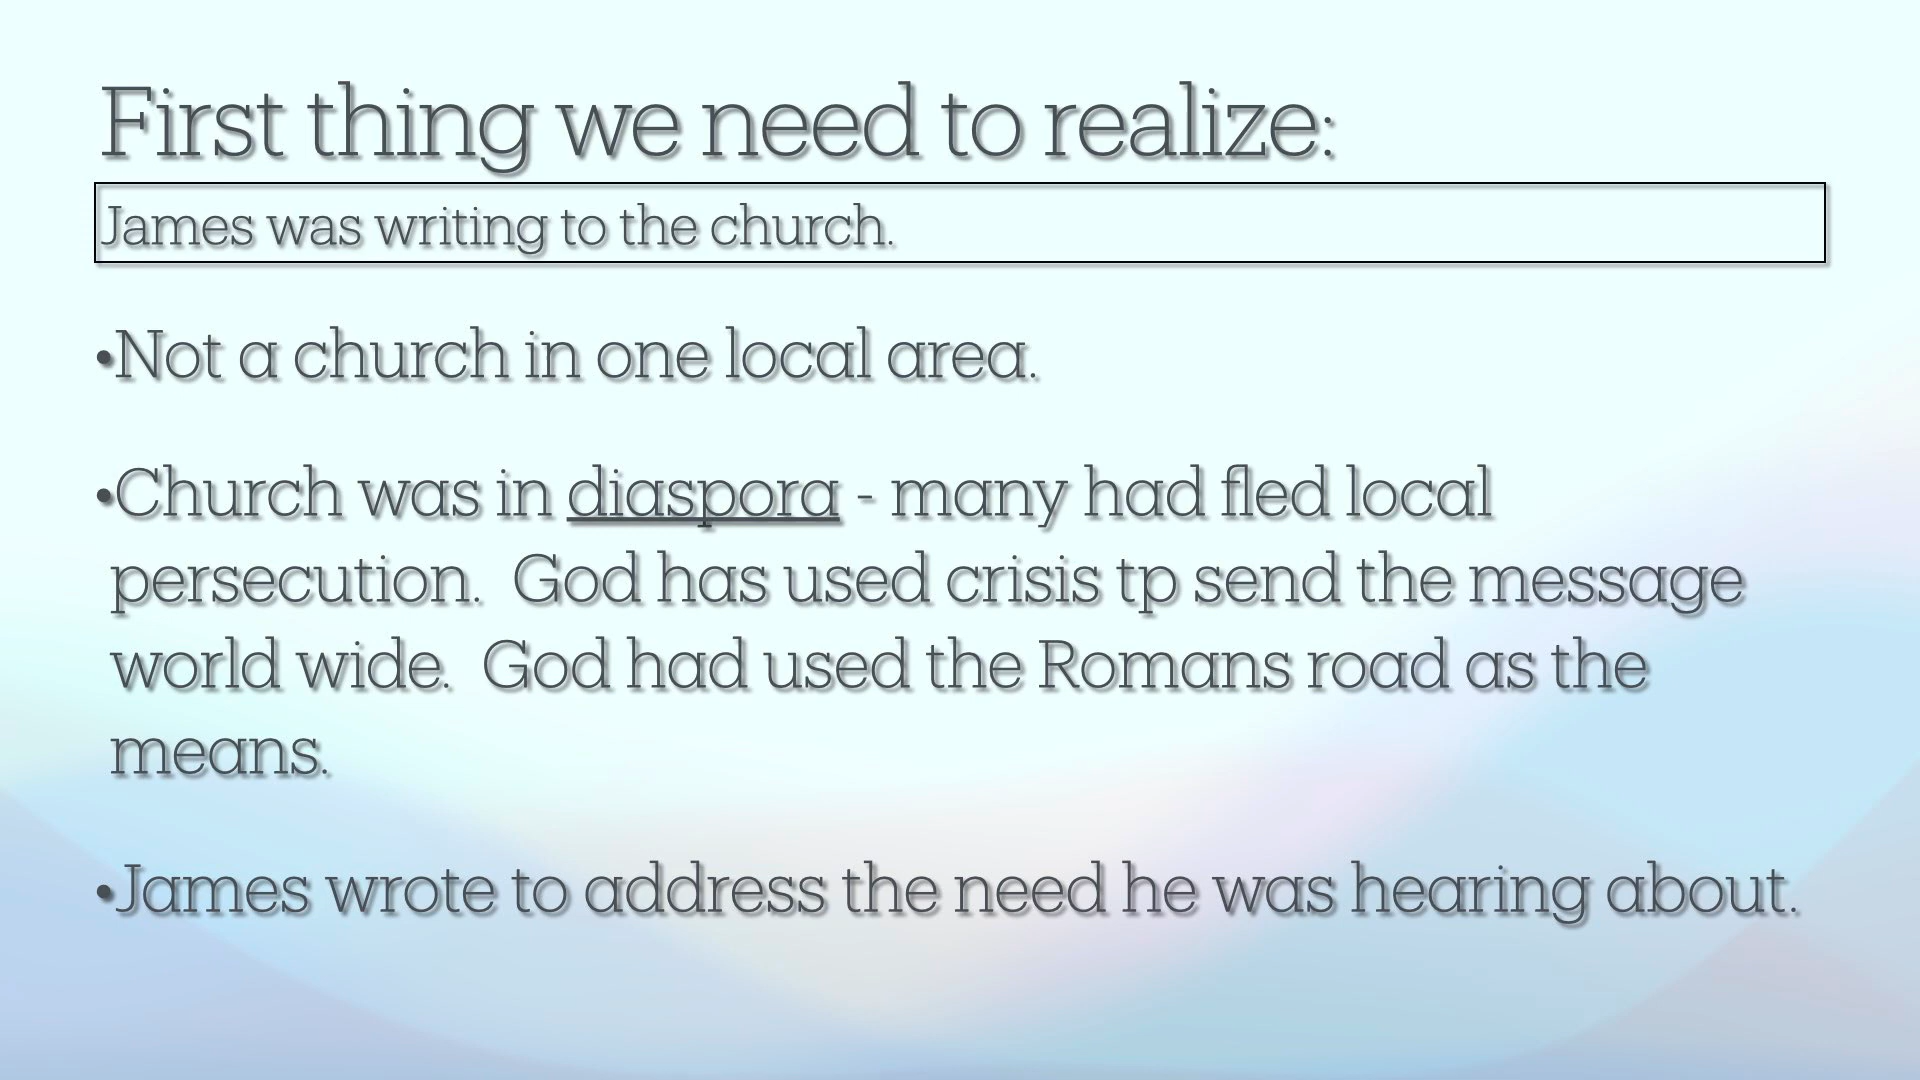 First thing we need to realize:
James was writing to the church.
•Not a church in one local area.
•Church was in diaspora - many had fled local
persecution.  God has used crisis tp send the message
world wide.  God had used the Romans road as the
means.
•James wrote to address the need he was hearing about.